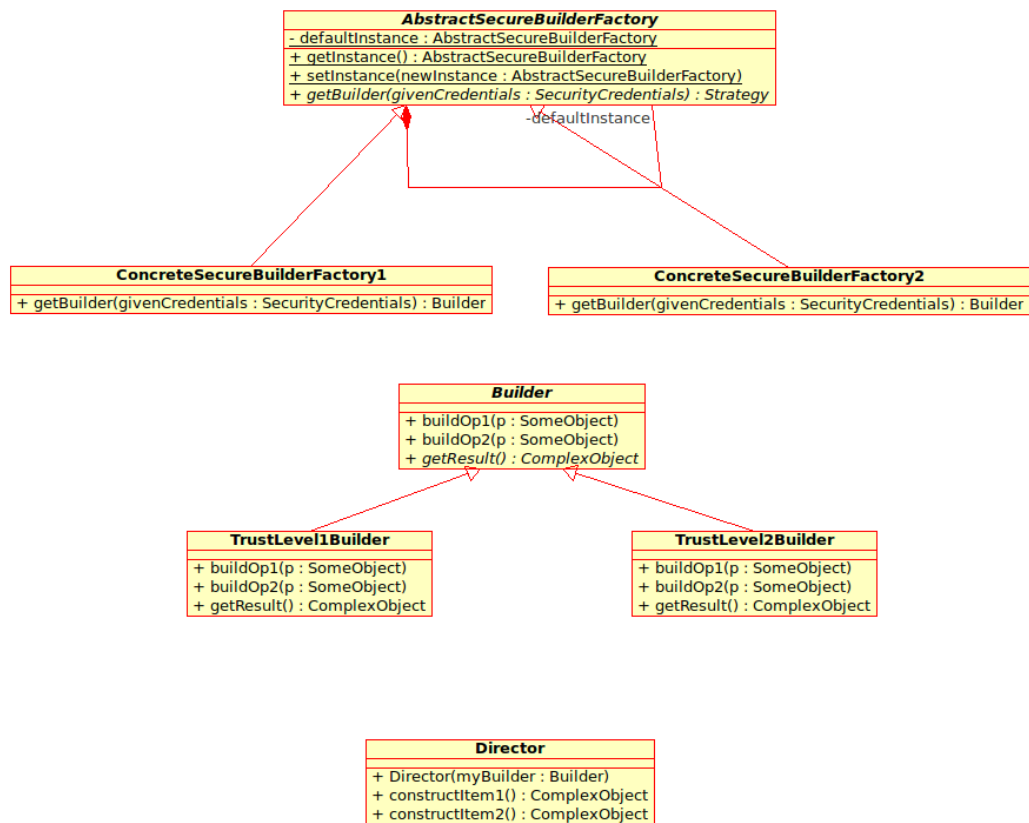 AbstractSecureBuilderFactory
- defaultInstance : AbstractSecureBuilderFactory
+ getInstance() : AbstractSecureBuilderFactory
+ setInstance(newInstance : AbstractSecureBuilderFactory)
+ getBuilder(givenCredentials : SecurityCredentials) : Strategy
-defaultInstance
ConcreteSecureBuilderFactory1
+ getBuilder(givenCredentials : SecurityCredentials) : Builder
ConcreteSecureBuilderFactory2
+ getBuilder(givenCredentials : SecurityCredentials) : Builder
Builder
+ buildOp1(p : SomeObject)
+ buildOp2(p : SomeObject)
+ getResult() : ComplexObject
TrustLevel1Builder
+ buildOp1(p : SomeObject)
+ buildOp2(p : SomeObject)
+ getResult() : ComplexObject
TrustLevel2Builder
+ buildOp1(p : SomeObject)
+ buildOp2(p : SomeObject)
+ getResult() : ComplexObject
Director
+ Director(myBuilder : Builder)
+ constructItem1() : ComplexObject
+ constructItem2() : ComplexObject